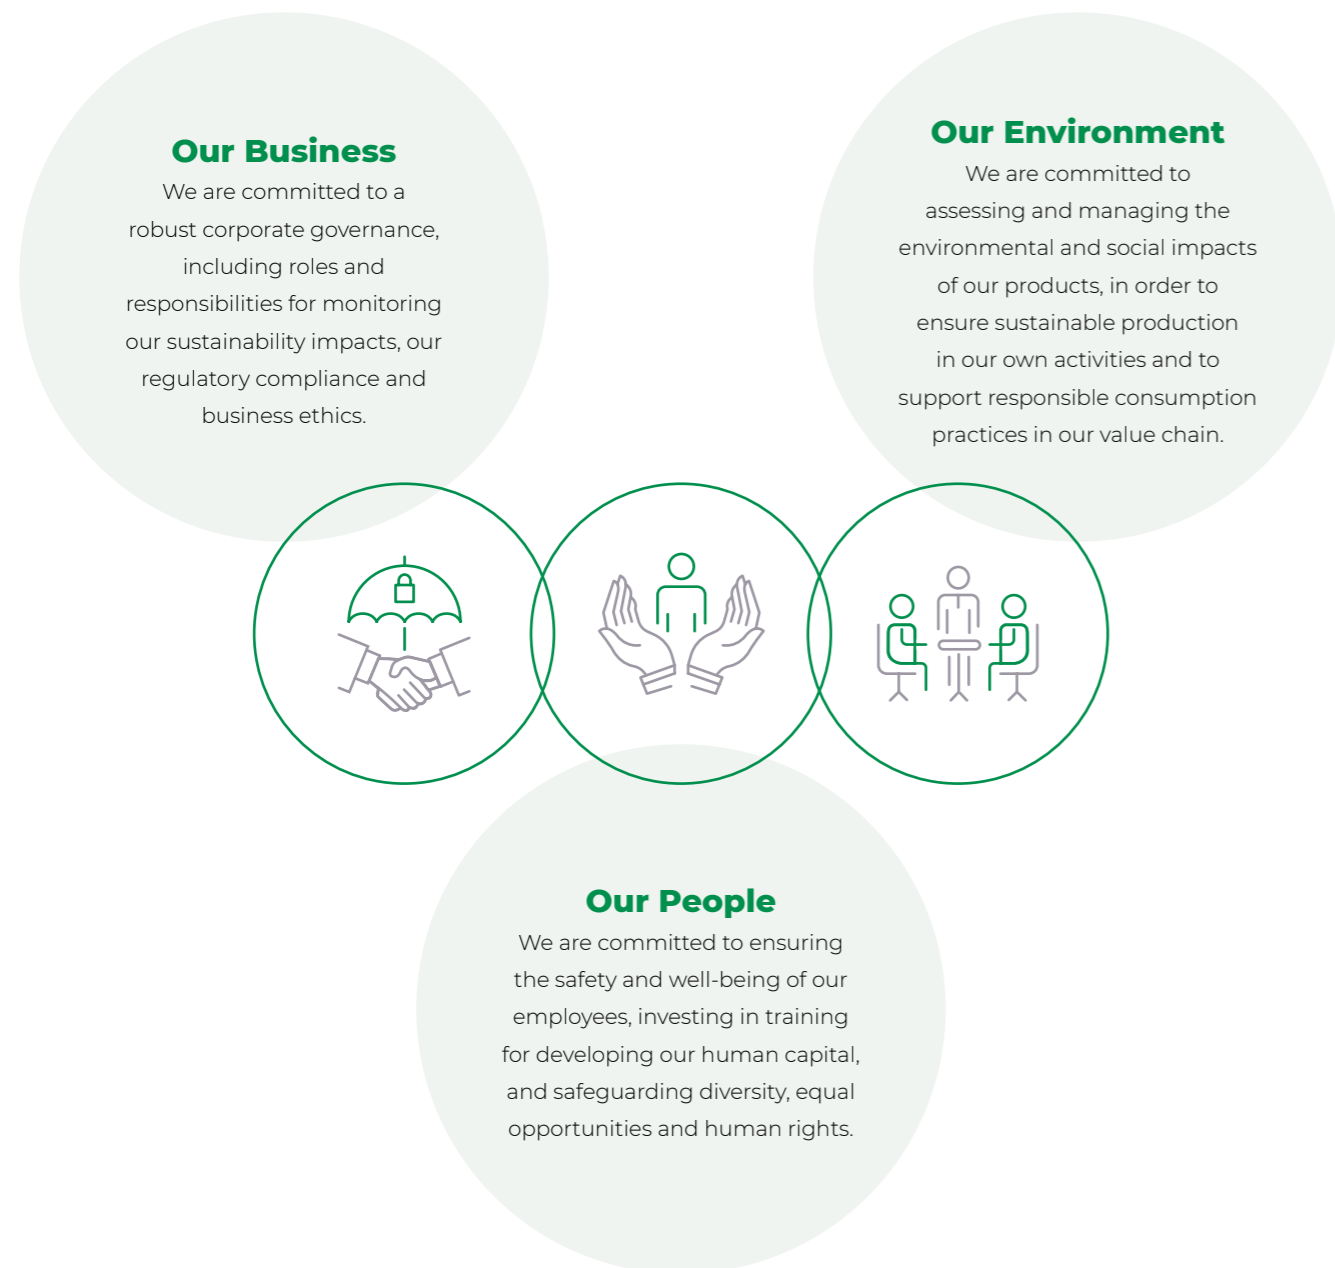 Our Business
We are committed to a
robust corporate governance,
including roles and
responsibilities for monitoring
our sustainability impacts, our
regulatory compliance and
business ethics.
Our Environment
We are committed to
assessing and managing the
environmental and social impacts
of our products, in order to
ensure sustainable production
in our own activities and to
support responsible consumption
practices in our value chain.
Our People
We are committed to ensuring
the safety and well-being of our
employees, investing in training
for developing our human capital,
and safeguarding diversity, equal
opportunities and human rights.